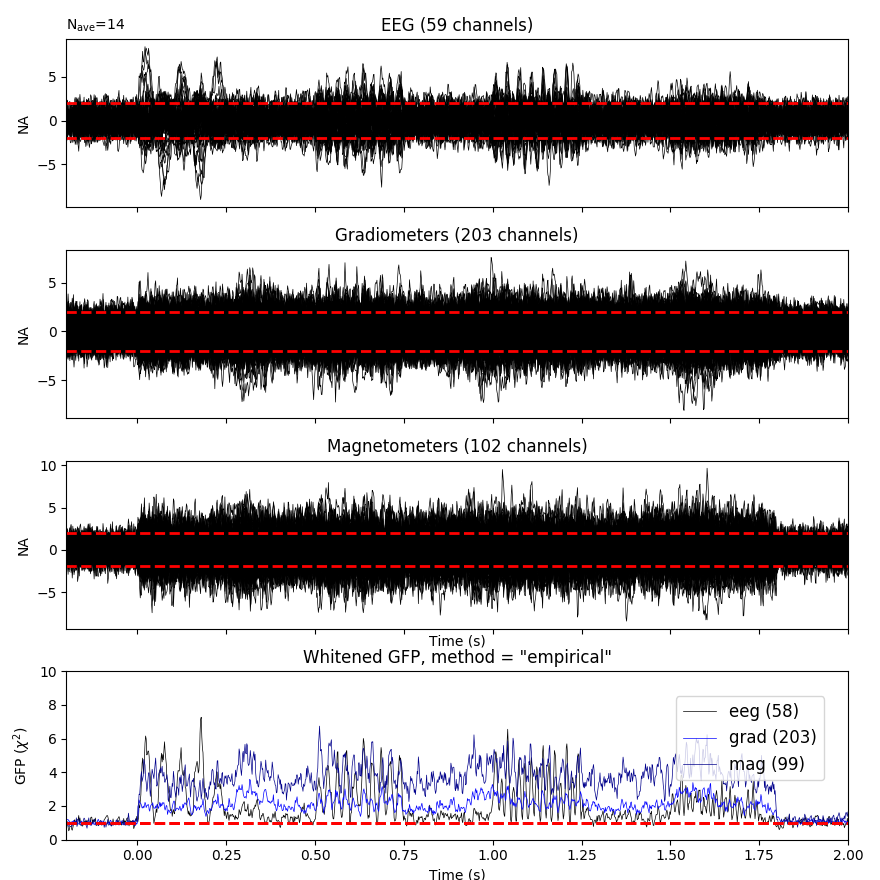 N_ave=14
EEG (59 channels)
5
0
−5
NA
Gradiometers (203 channels)
5
0
−5
NA
Magnetometers (102 channels)
10
5
0
−5
NA
Time (s)
Whitened GFP, method = "empirical"
10
8
6
4
2
0
GFP (χ²)
eeg (58)
grad (203)
mag (99)
0.00 0.25 0.50 0.75 1.00 1.25 1.50 1.75 2.00
Time (s)